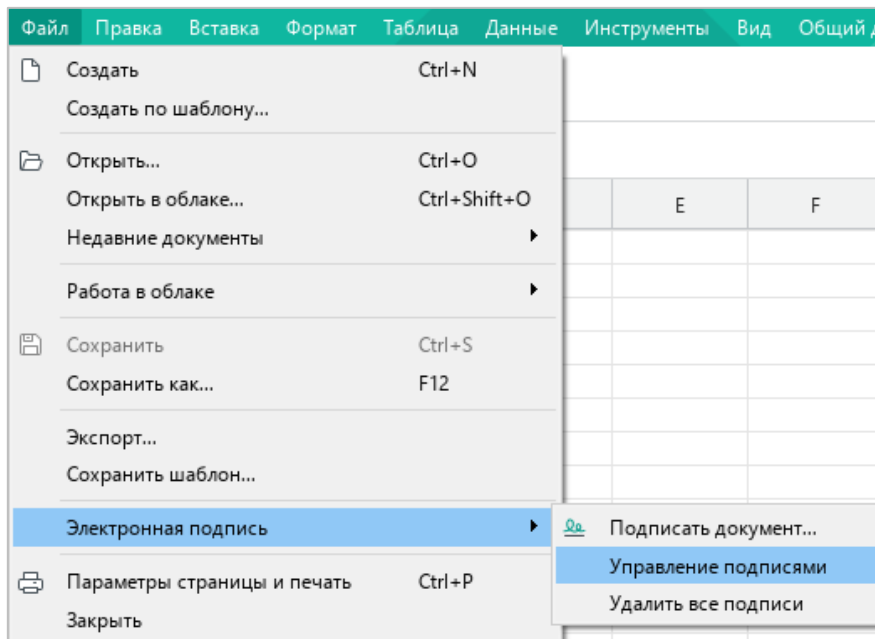 Файл Правка Вставка Формат Таблица Данные Инструменты Вид Общий
Создать Ctrl+N
Создать по шаблону...
Открыть... Ctrl+O
Открыть в облаке... Ctrl+Shift+O
E F
Недавние документы
Работа в облаке
Сохранить Ctrl+S
Сохранить как... F12
Экспорт...
Сохранить шаблон...
Электронная подпись
Подписать документ...
Управление подписями
Удалить все подписи
Параметры страницы и печать Ctrl+P
Закрыть